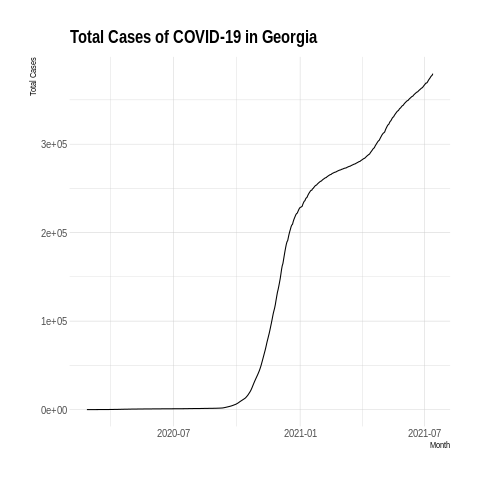 Total Cases of COVID-19 in Georgia
Total Cases
3e+05
2e+05
1e+05
0e+00
2020-07 2021-01 2021-07
Month